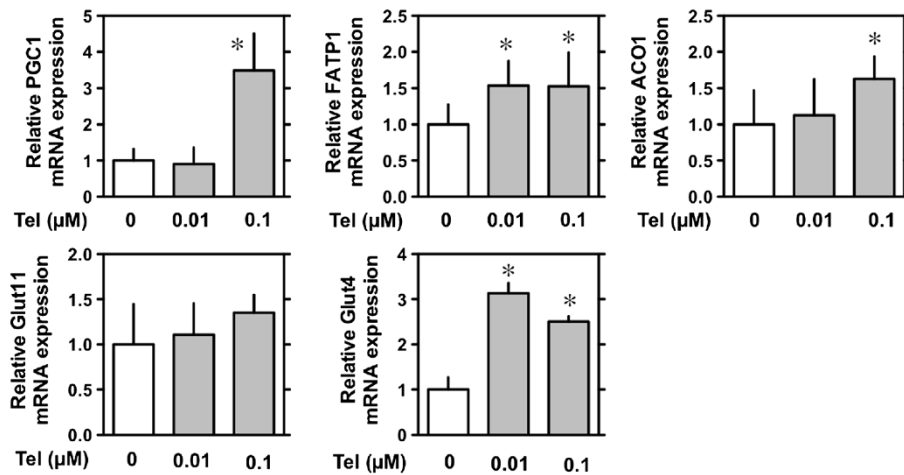 Relative PGC1
mRNA expression
5
4
3
2
1
0
*
Tel (μM) 0 0.01 0.1
Relative FATP1
mRNA expression
2.5
2.0
1.5
1.0
0.5
0.0
* *
Tel (μM) 0 0.01 0.1
Relative ACO1
mRNA expression
2.5
2.0
1.5
1.0
0.5
0.0
*
Tel (μM) 0 0.01 0.1
Relative Glut11
mRNA expression
2.0
1.5
1.0
0.5
0.0
Tel (μM) 0 0.01 0.1
Relative Glut4
mRNA expression
4
3
2
1
0
* *
Tel (μM) 0 0.01 0.1